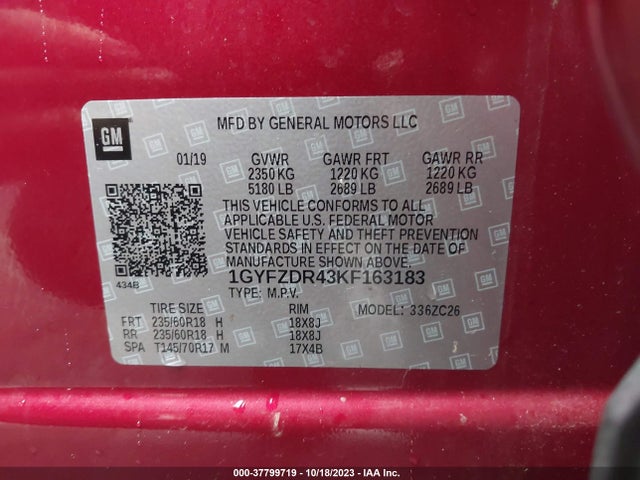 GM
MFD BY GENERAL MOTORS LLC
01/19 GVWR GAWR FRT GAWR RR
2350 KG 1220 KG 1220 KG
5180 LB 2689 LB 2689 LB
THIS VEHICLE CONFORMS TO ALL
APPLICABLE U.S. FEDERAL MOTOR
VEHICLE SAFETY AND THEFT PREVENTION
STANDARDS IN EFFECT ON THE DATE OF
MANUFACTURE SHOWN ABOVE.
434B
1GYFZDR43KF163183
TYPE: M.P.V.
TIRE SIZE RIM MODEL: 336ZC26
FRT 235/60R18 H 18X8J
RR 235/60R18 H 18X8J
SPA T145/70R17 M 17X4B
000-37799719 - 10/18/2023 - IAA Inc.